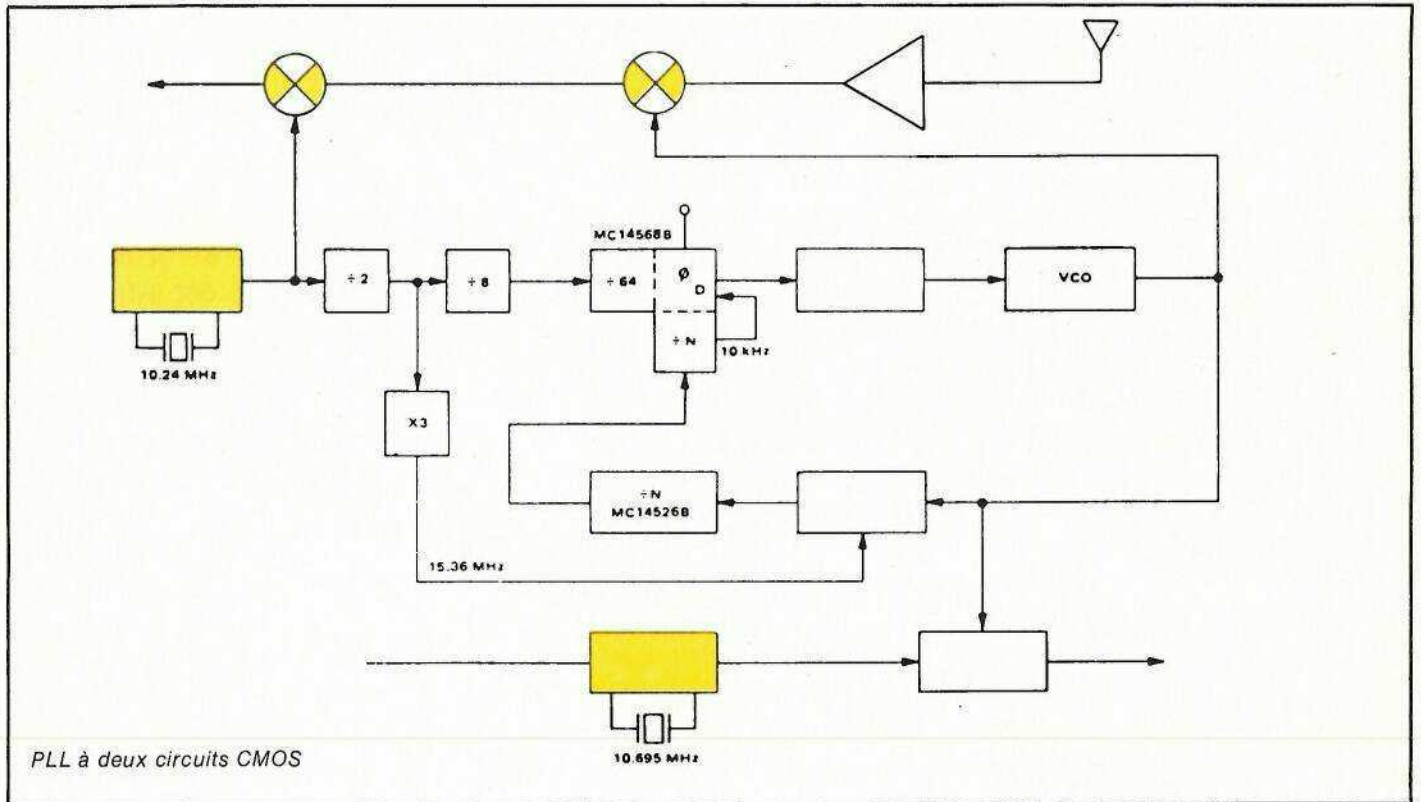 MC14568B
÷2
÷8
÷64
Ø
D
VCO
÷N
10 kHz
10.24 MHz
X3
÷N
MC14526B
15.36 MHz
10.695 MHz
PLL à deux circuits CMOS